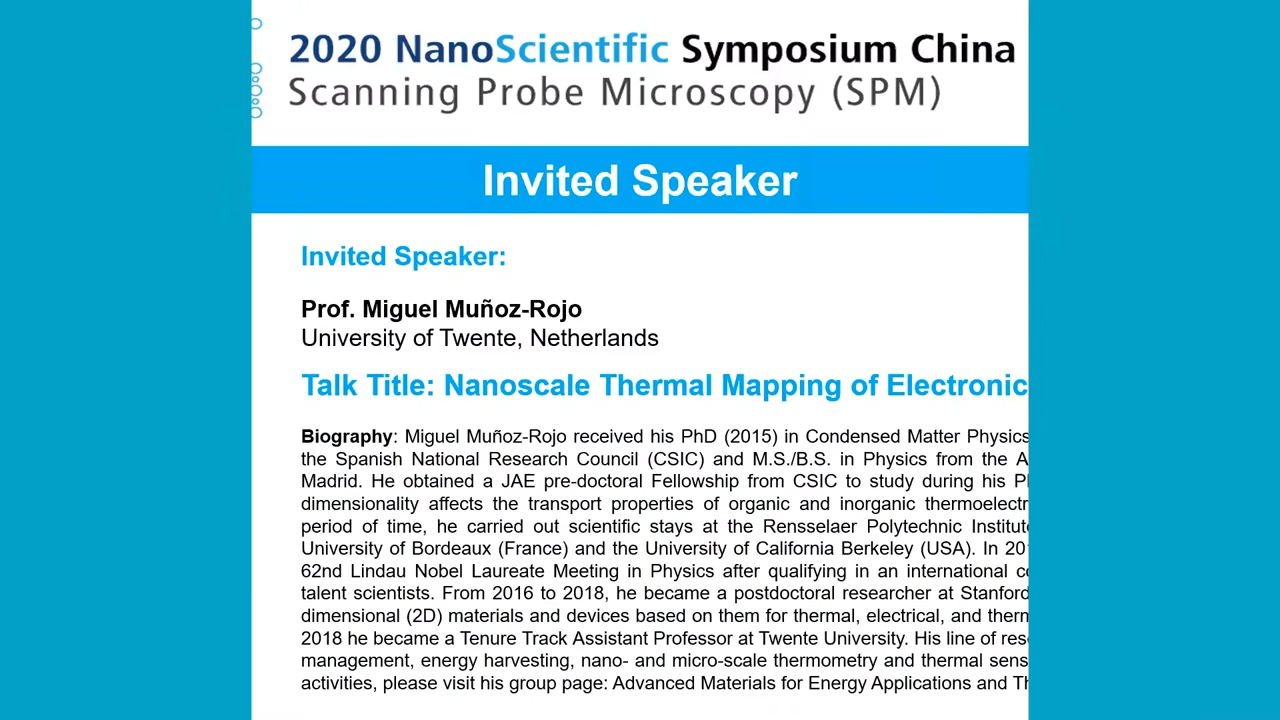 2020 NanoScientific Symposium China
Scanning Probe Microscopy (SPM)
Invited Speaker
Invited Speaker:
Prof. Miguel Muñoz-Rojo
University of Twente, Netherlands
Talk Title: Nanoscale Thermal Mapping of Electronic
Biography: Miguel Muñoz-Rojo received his PhD (2015) in Condensed Matter Physics
the Spanish National Research Council (CSIC) and M.S./B.S. in Physics from the A
Madrid. He obtained a JAE pre-doctoral Fellowship from CSIC to study during his P
dimensionality affects the transport properties of organic and inorganic thermoelectr
period of time, he carried out scientific stays at the Rensselaer Polytechnic Institut
University of Bordeaux (France) and the University of California Berkeley (USA). In 20
62nd Lindau Nobel Laureate Meeting in Physics after qualifying in an international c
talent scientists. From 2016 to 2018, he became a postdoctoral researcher at Stanford
dimensional (2D) materials and devices based on them for thermal, electrical, and therm
2018 he became a Tenure Track Assistant Professor at Twente University. His line of res
management, energy harvesting, nano- and micro-scale thermometry and thermal sens
activities, please visit his group page: Advanced Materials for Energy Applications and Th